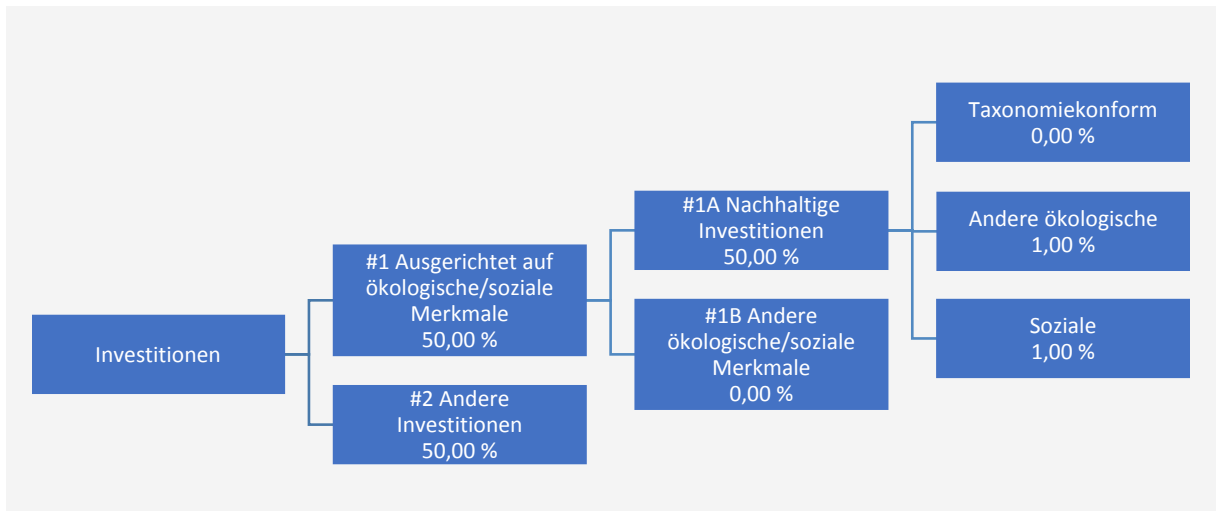 Investitionen
#1 Ausgerichtet auf
ökologische/soziale
Merkmale
50,00 %
#2 Andere
Investitionen
50,00 %
#1A Nachhaltige
Investitionen
50,00 %
#1B Andere
ökologische/soziale
Merkmale
0,00 %
Taxonomiekonform
0,00 %
Andere ökologische
1,00 %
Soziale
1,00 %